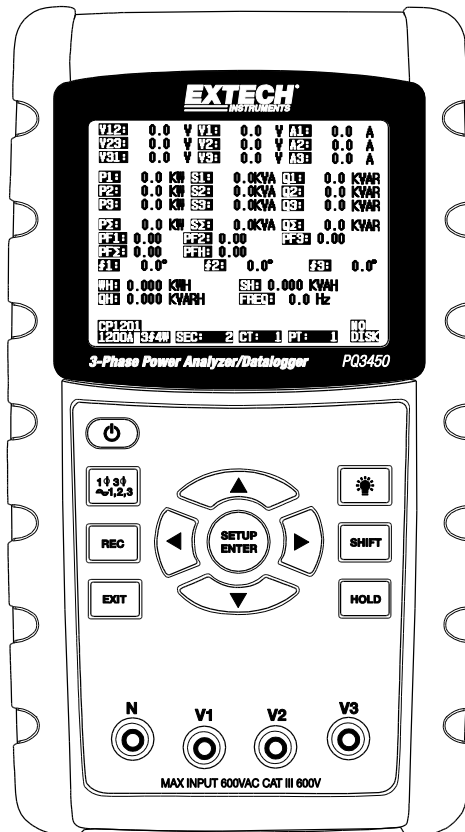 EXTECH
INSTRUMENTS
V12: 0.0 V V1: 0.0 V A1: 0.0 A
V23: 0.0 V V2: 0.0 V A2: 0.0 A
V31: 0.0 V V3: 0.0 V A3: 0.0 A
P1: 0.0 KW S1: 0.0KVA Q1: 0.0 KVAR
P2: 0.0 KW S2: 0.0KVA Q2: 0.0 KVAR
P3: 0.0 KW S3: 0.0KVA Q3: 0.0 KVAR
PΣ: 0.0 KW SΣ: 0.0KVA QΣ: 0.0 KVAR
PF1: 0.00 PF2: 0.00 PF3: 0.00
PFΣ: 0.00 PFH: 0.00
ϕ1: 0.0° ϕ2: 0.0° ϕ3: 0.0°
WH: 0.000 KWH SH: 0.000 KVAH
QH: 0.000 KVARH FREQ: 0.0 Hz
CP1201 NO
1200A 3ϕ4W SEC: 2 CT: 1 PT: 1 DISK
3-Phase Power Analyzer/Datalogger PQ3450
1ϕ 3ϕ
~1,2,3
REC
EXIT
SETUP
ENTER
SHIFT
HOLD
N V1 V2 V3
MAX INPUT 600VAC CAT III 600V